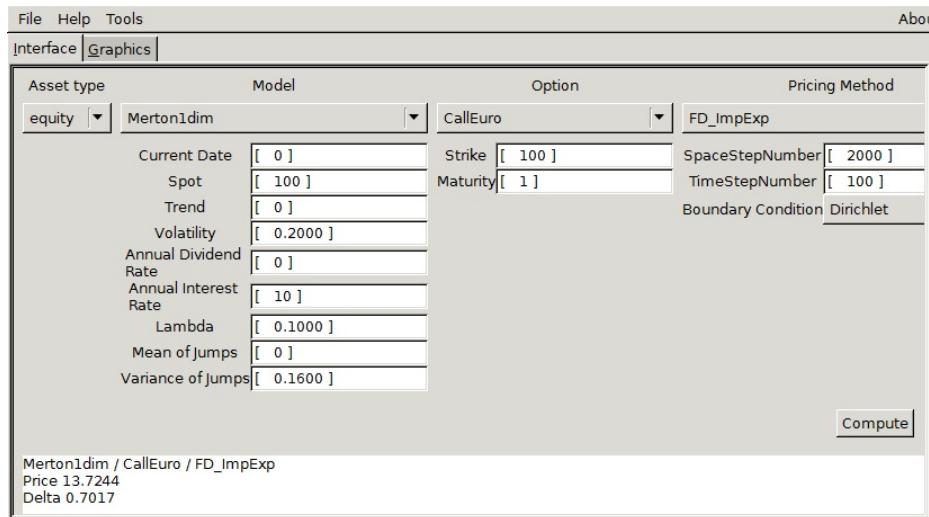 File Help Tools
Interface Graphics
Asset type Model Option Pricing Method
equity Merton1dim CallEuro FD_ImpExp
Current Date [ 0 ] Strike [ 100 ] SpaceStepNumber [ 2000 ]
Spot [ 100 ] Maturity [ 1 ] TimeStepNumber [ 100 ]
Trend [ 0 ] Boundary Condition Dirichlet
Volatility [ 0.2000 ]
Annual Dividend
Rate [ 0 ]
Annual Interest
Rate [ 10 ]
Lambda [ 0.1000 ]
Mean of Jumps [ 0 ]
Variance of Jumps [ 0.1600 ]
Compute
Merton1dim / CallEuro / FD_ImpExp
Price 13.7244
Delta 0.7017